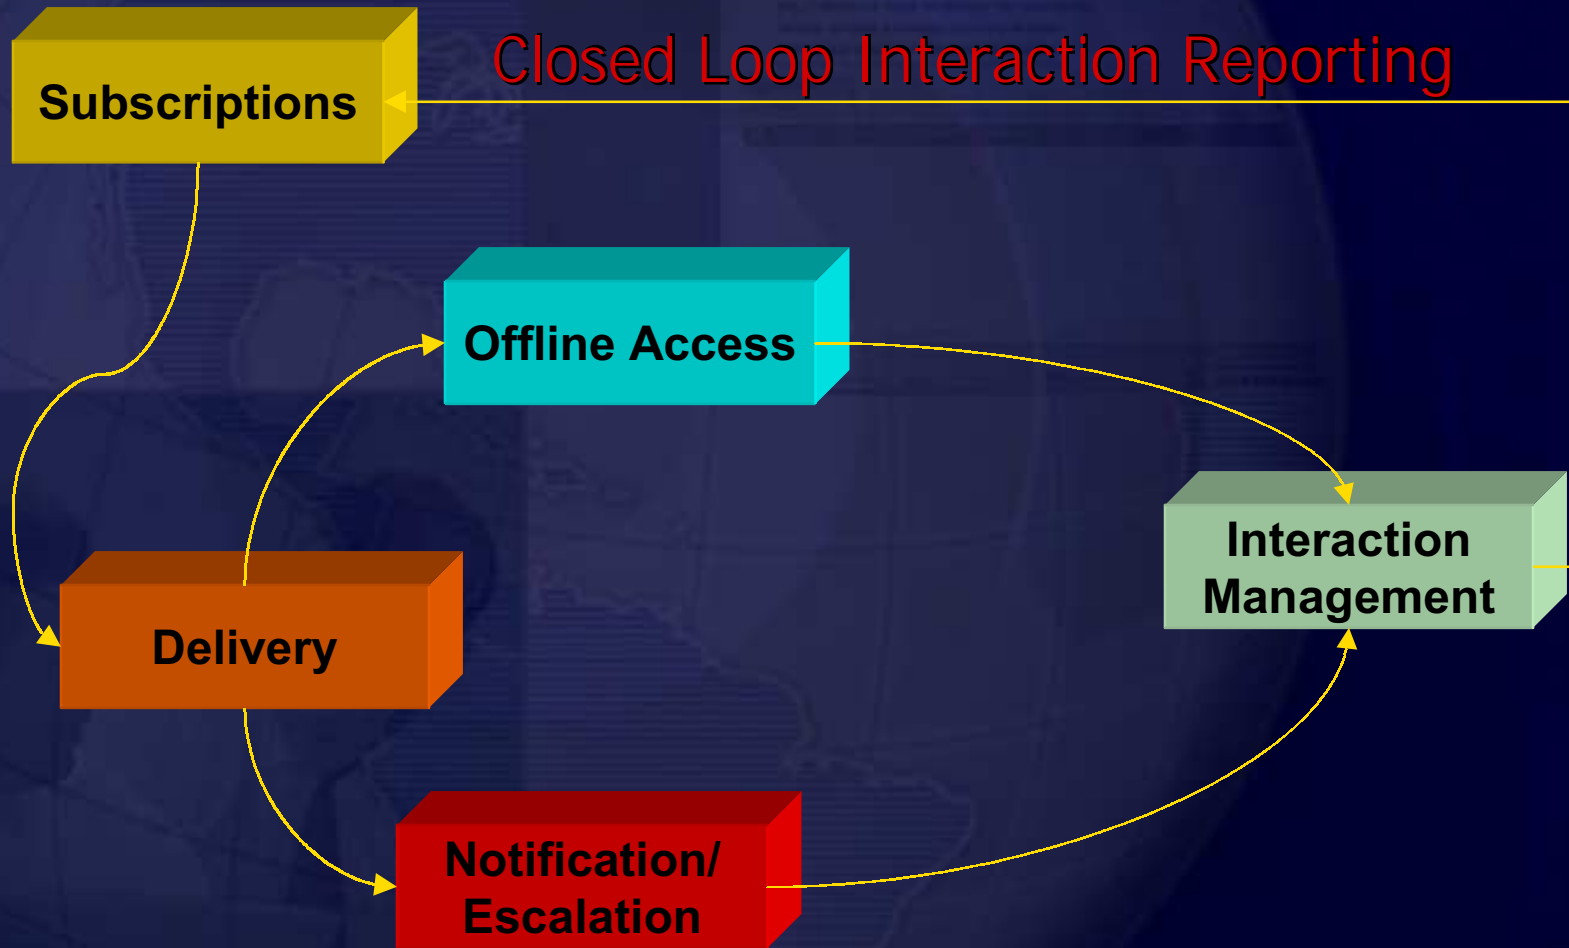 Closed Loop Interaction Reporting
Subscriptions
Offline Access
Interaction
Management
Delivery
Notification/
Escalation